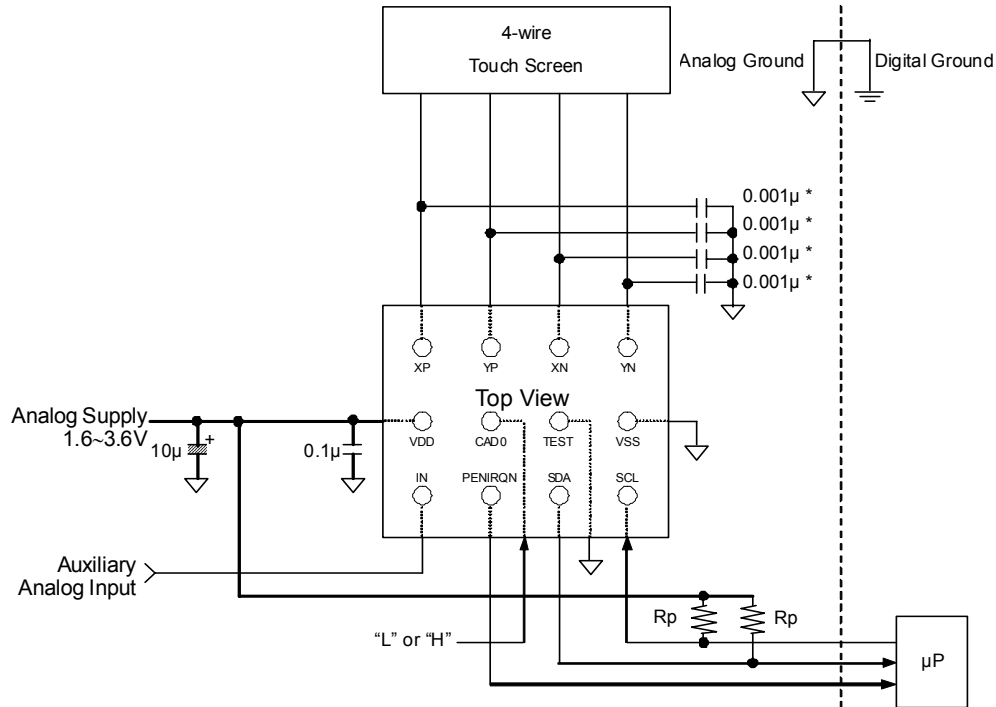 4-wire
Touch Screen
Analog Ground
Digital Ground
0.001µ *
0.001µ *
0.001µ *
0.001µ *
XP
YP
XN
YN
Top View
Analog Supply
1.6~3.6V
10µ
+
0.1µ
VDD
CAD0
TEST
VSS
IN
PENIRQN
SDA
SCL
Auxiliary
Analog Input
Rp
Rp
"L" or "H"
µP